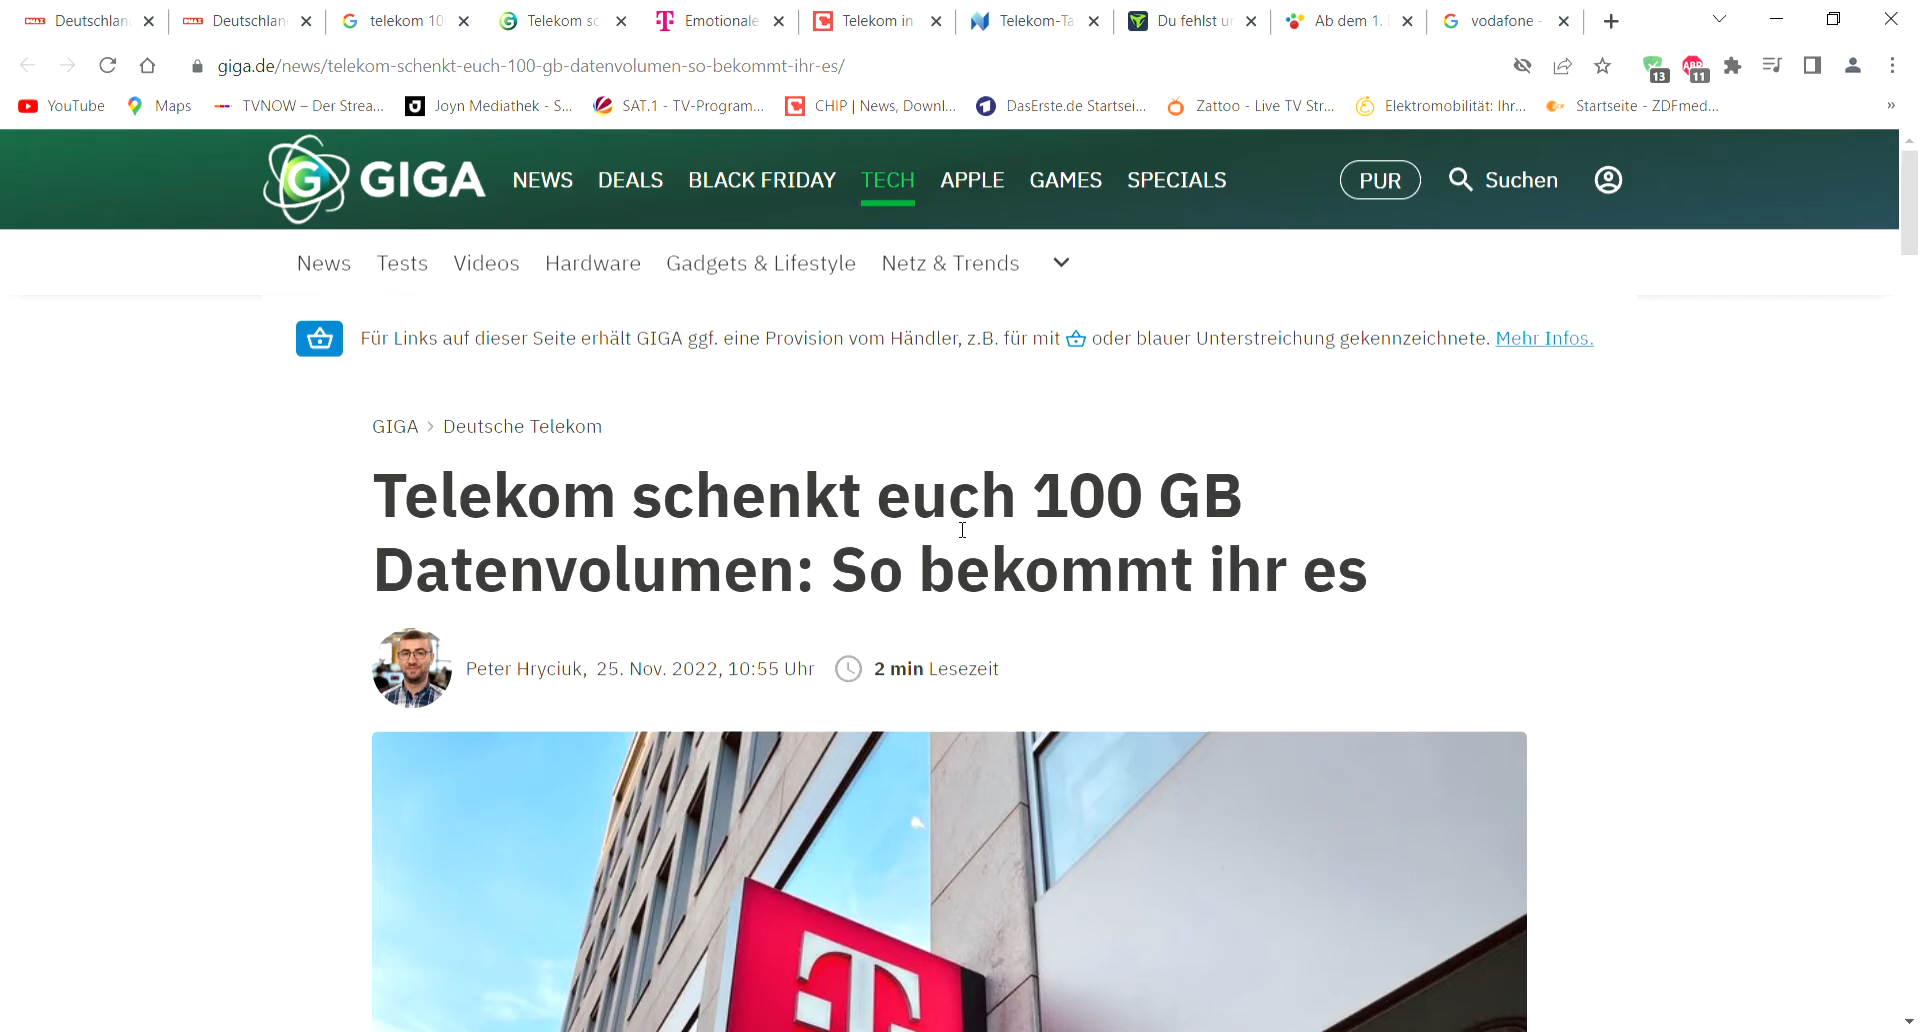 Deutschlan
Deutschlan
telekom 10
Telekom sc
Emotionale
Telekom in
Telekom-Ta
Du fehlst u
Ab dem 1.
vodafone -
giga.de/news/telekom-schenkt-euch-100-gb-datenvolumen-so-bekommt-ihr-es/
13
ABP
11
YouTube
Maps
TVNOW – Der Strea...
Joyn Mediathek - S...
SAT.1 - TV-Program...
CHIP | News, Downl...
DasErste.de Startsei...
Zattoo - Live TV Str...
Elektromobilität: Ihr...
Startseite - ZDFmed...
»
G GIGA
NEWS DEALS BLACK FRIDAY TECH APPLE GAMES SPECIALS
PUR
Suchen
News Tests Videos Hardware Gadgets & Lifestyle Netz & Trends
Für Links auf dieser Seite erhält GIGA ggf. eine Provision vom Händler, z.B. für mit oder blauer Unterstreichung gekennzeichnete. Mehr Infos.
GIGA > Deutsche Telekom
Telekom schenkt euch 100 GB
Datenvolumen: So bekommt ihr es
Peter Hryciuk, 25. Nov. 2022, 10:55 Uhr 2 min Lesezeit
T